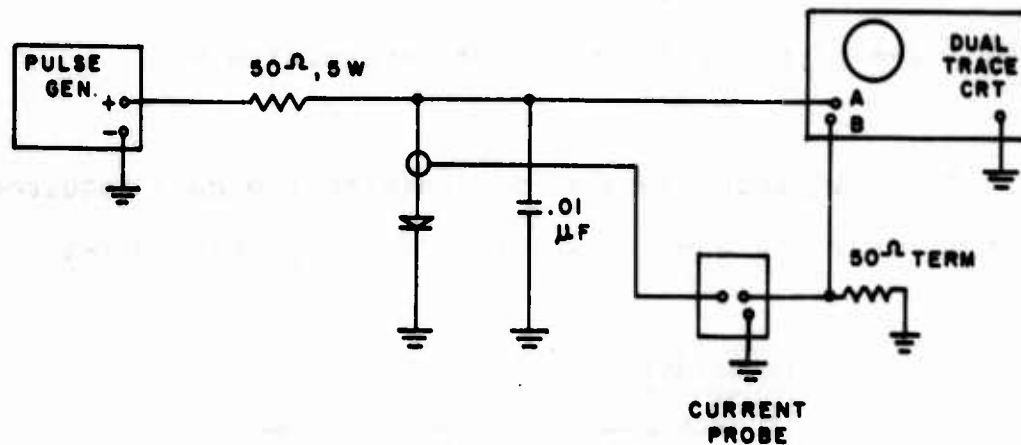 PULSE
GEN.
+
-
50Ω, 5W
.01
μF
DUAL
TRACE
CRT
A
B
50Ω TERM
CURRENT
PROBE